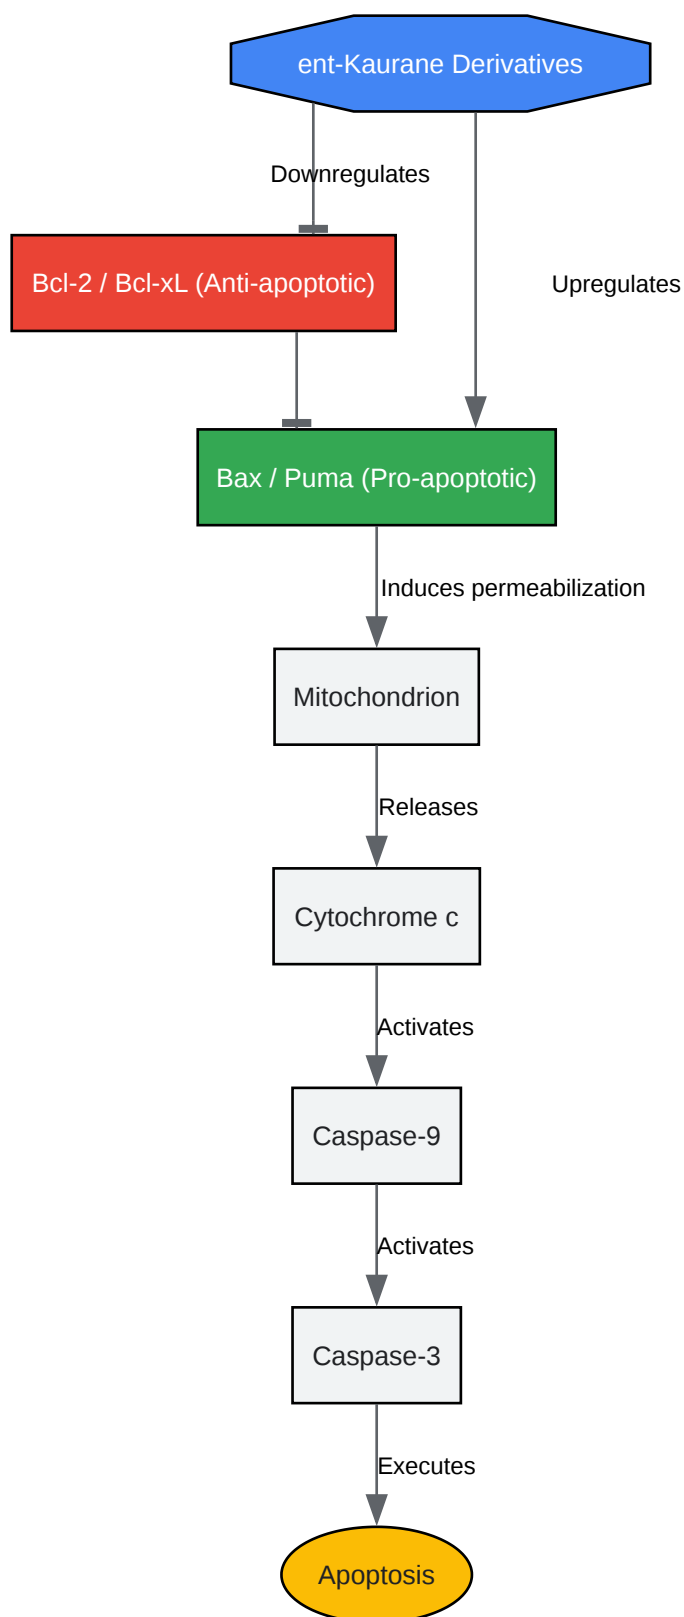 ent-Kaurane Derivatives
Downregulates
Bcl-2 / Bcl-xL (Anti-apoptotic)
Upregulates
Bax / Puma (Pro-apoptotic)
Induces permeabilization
Mitochondrion
Releases
Cytochrome c
Activates
Caspase-9
Activates
Caspase-3
Executes
Apoptosis